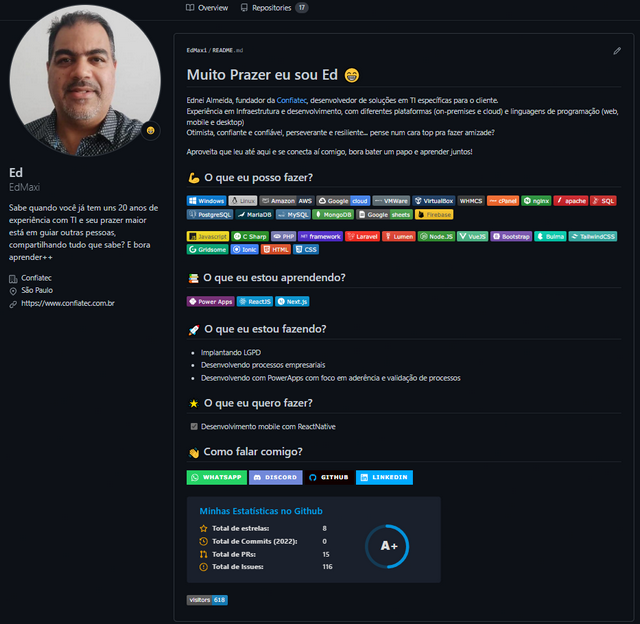 Overview
Repositories 17
Ed
EdMaxi
Sabe quando você já tem uns 20 anos de
experiência com TI e seu prazer maior
está em guiar outras pessoas,
compartilhando tudo que sabe? E bora
aprender++
Confiatec
São Paulo
https://www.confiatec.com.br
EdMaxi / README.md
Muito Prazer eu sou Ed 😁
Ednei Almeida, fundador da Confiatec, desenvolvedor de soluções em TI específicas para o cliente.
Experiência em Infraestrutura e desenvolvimento, com diferentes plataformas (on-premises e cloud) e linguagens de programação (web,
mobile e desktop)
Otimista, confiante e confiável, perseverante e resiliente... pense num cara top pra fazer amizade?
Aproveita que leu até aqui e se conecta aí comigo, bora bater um papo e aprender juntos!
💪 O que eu posso fazer?
Windows Linux Amazon AWS Google cloud VMWare VirtualBox WHMCS cPanel nginx apache SQL
PostgreSQL MariaDB MySQL MongoDB Google sheets Firebase
Javascript C Sharp PHP .NET framework Laravel Lumen Node.JS VueJS Bootstrap Bulma TailwindCSS
Gridsome Ionic HTML CSS
📚 O que eu estou aprendendo?
Power Apps ReactJS Next.js
🚀 O que eu estou fazendo?
Implantando LGPD
Desenvolvendo processos empresariais
Desenvolvendo com PowerApps com foco em aderência e validação de processos
⭐ O que eu quero fazer?
Desenvolvimento mobile com ReactNative
👋 Como falar comigo?
WHATSAPP DISCORD GITHUB LINKEDIN
Minhas Estatísticas no Github
Total de estrelas: 8
Total de Commits (2022): 0
Total de PRs: 15
Total de Issues: 116
A+
visitors 618